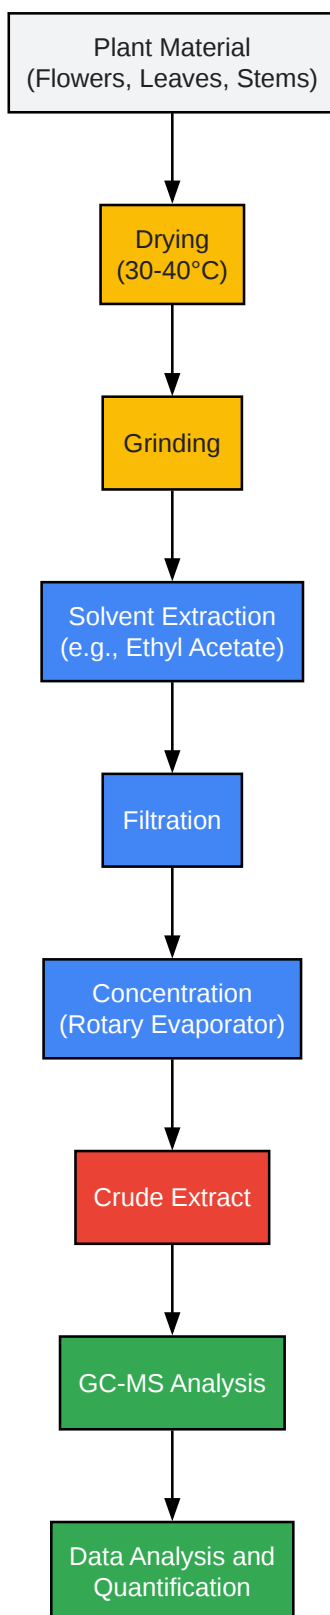 Plant Material
(Flowers, Leaves, Stems)
Drying
(30-40°C)
Grinding
Solvent Extraction
(e.g., Ethyl Acetate)
Filtration
Concentration
(Rotary Evaporator)
Crude Extract
GC-MS Analysis
Data Analysis and
Quantification